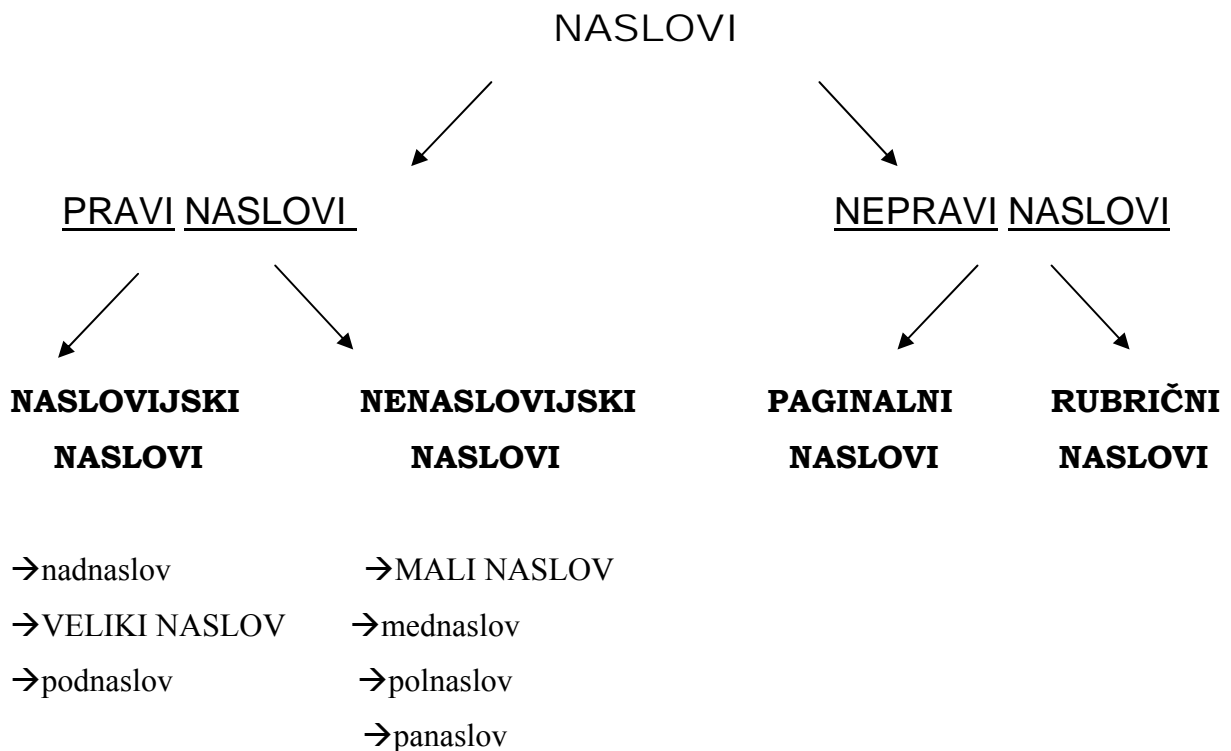 NASLOVI
PRAVI NASLOVI NEPRAVI NASLOVI
NASLOVIJSKI NENASLOVIJSKI PAGINALNI RUBRIČNI
NASLOVI NASLOVI NASLOVI NASLOVI
→nadnaslov →MALI NASLOV
→VELIKI NASLOV →mednaslov
→podnaslov →polnaslov
→panaslov